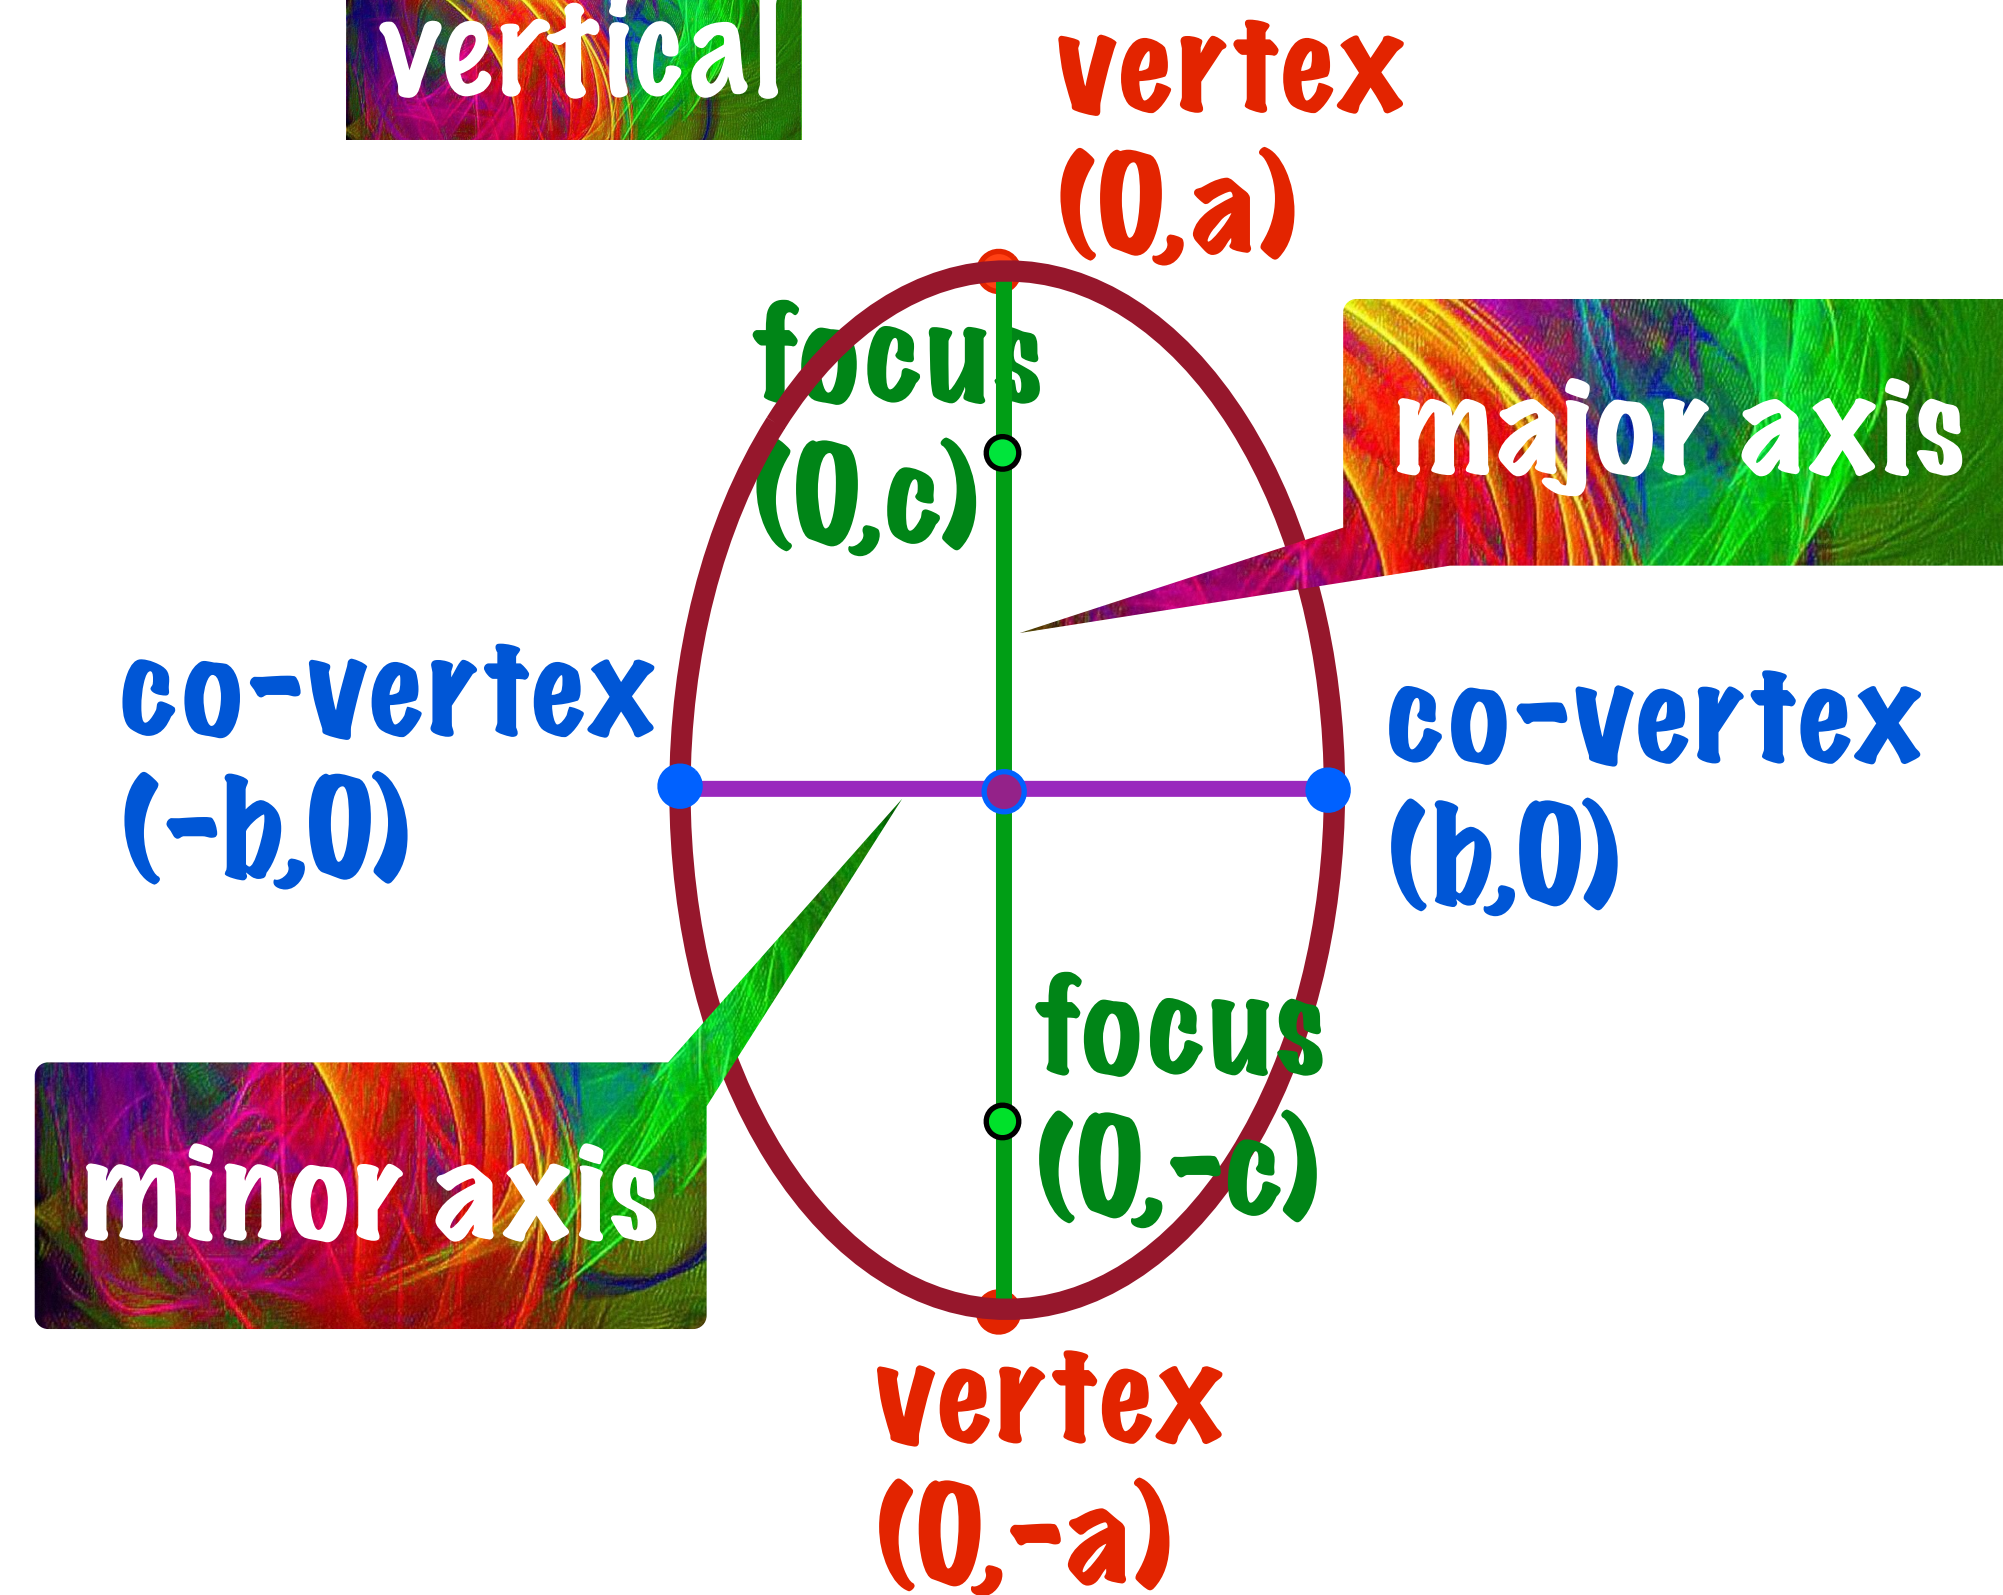 vertical
vertex
(0,a)
focus
(0,c)
major axis
co-vertex
(-b,0)
co-vertex
(b,0)
focus
(0,-c)
minor axis
vertex
(0,-a)